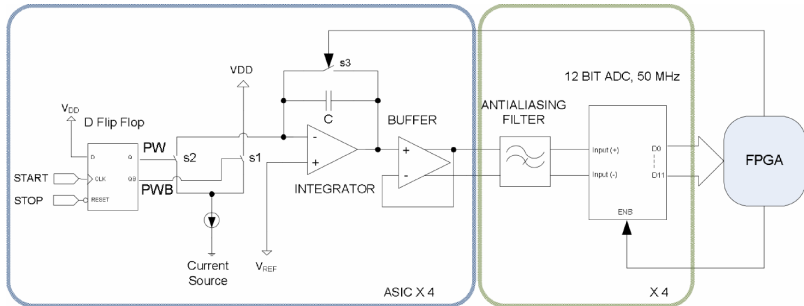 12 BIT ADC, 50 MHz
s3
VDD
C
BUFFER
ANTIALIASING
FILTER
VDD
D Flip Flop
PW
s2
s1
D
Q
CLK
QB
RESET
PWB
START
STOP
-
+
INTEGRATOR
+
-
Input (+)
Input (-)
D0
D11
ENB
FPGA
Current
Source
VREF
ASIC X 4
X 4